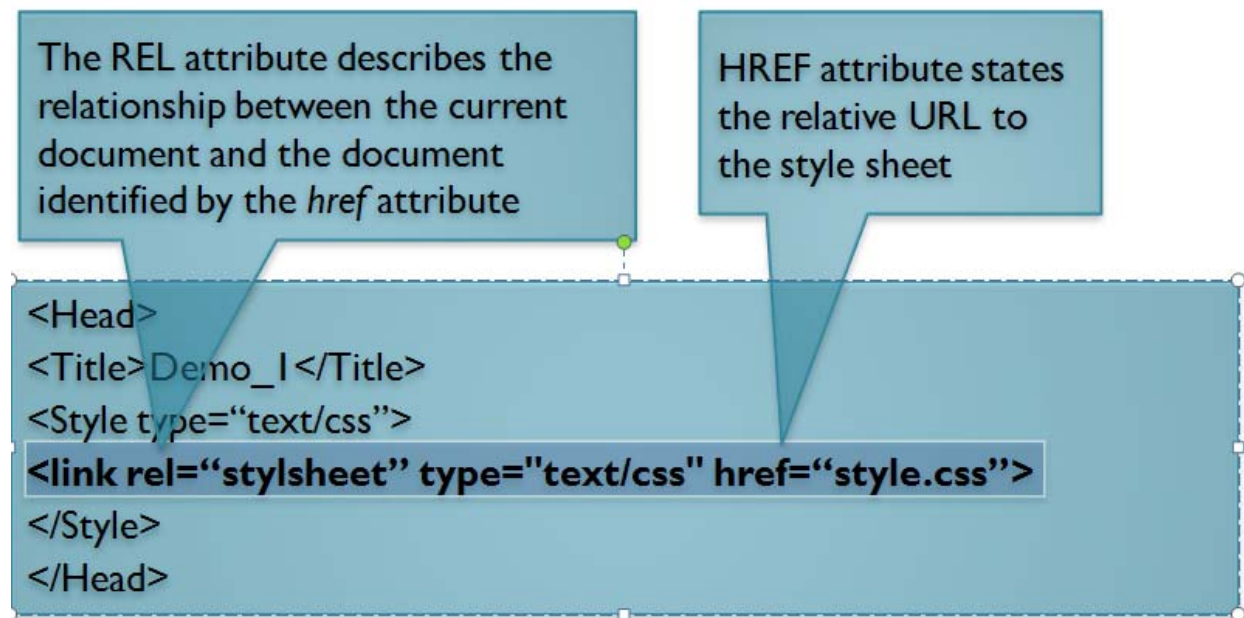 The REL attribute describes the
relationship between the current
document and the document
identified by the href attribute
HREF attribute states
the relative URL to
the style sheet
<Head>
<Title>Demo_1</Title>
<Style type=“text/css”>
<link rel=“stylsheet” type="text/css" href=“style.css”>
</Style>
</Head>